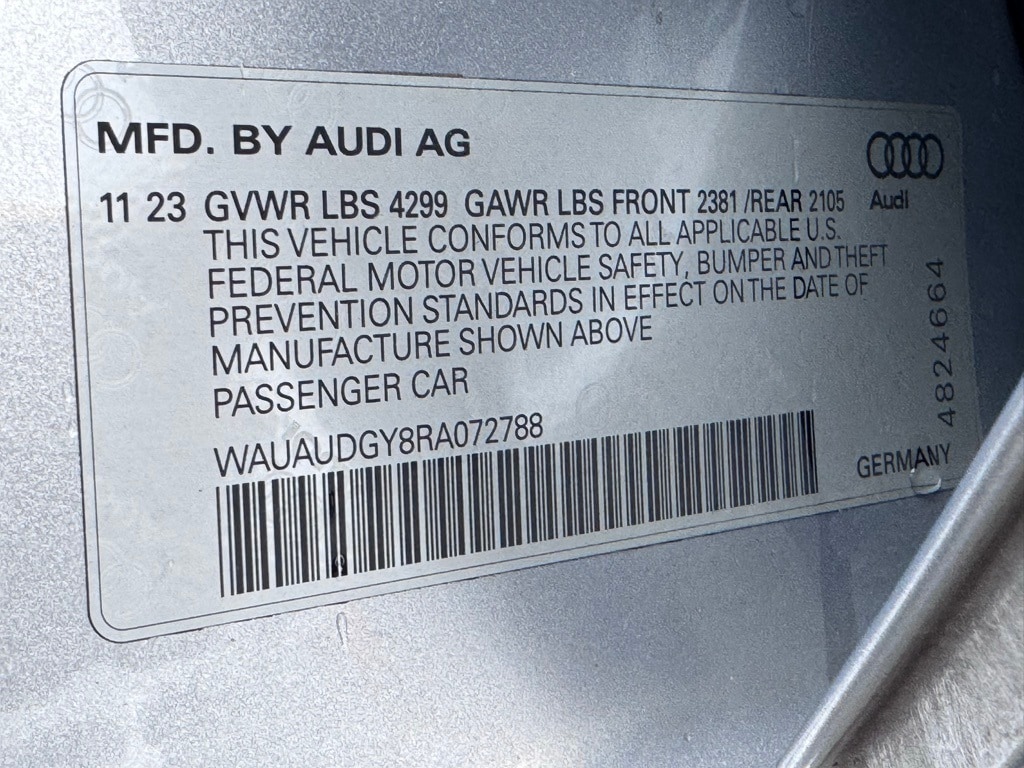 MFD. BY AUDI AG
11 23 GVWR LBS 4299 GAWR LBS FRONT 2381 /REAR 2105
Audi
THIS VEHICLE CONFORMS TO ALL APPLICABLE U.S.
FEDERAL MOTOR VEHICLE SAFETY, BUMPER AND THEFT
PREVENTION STANDARDS IN EFFECT ON THE DATE OF
MANUFACTURE SHOWN ABOVE
PASSENGER CAR
WAUAUDGY8RA072788
GERMANY
4824664